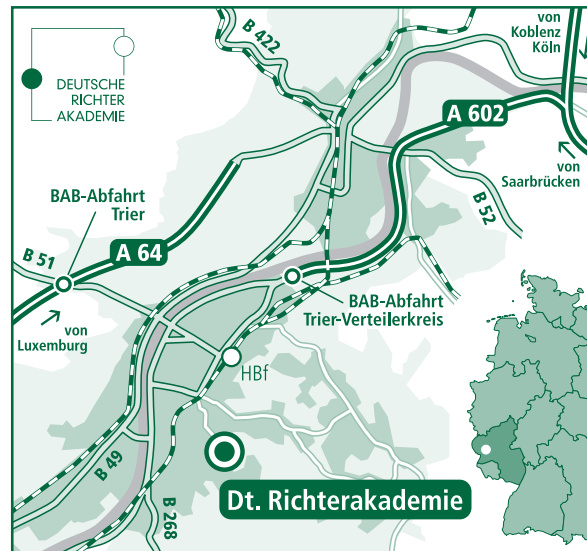 DEUTSCHE
RICHTER
AKADEMIE
B 422
von
Koblenz
Köln
A 602
von
Saarbrücken
B 52
BAB-Abfahrt
Trier
B 51
A 64
von
Luxemburg
BAB-Abfahrt
Trier-Verteilerkreis
HBf
B 49
B 268
Dt. Richterakademie